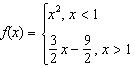 f(x) = { x², x < 1
3/2 x − 9/2, x > 1